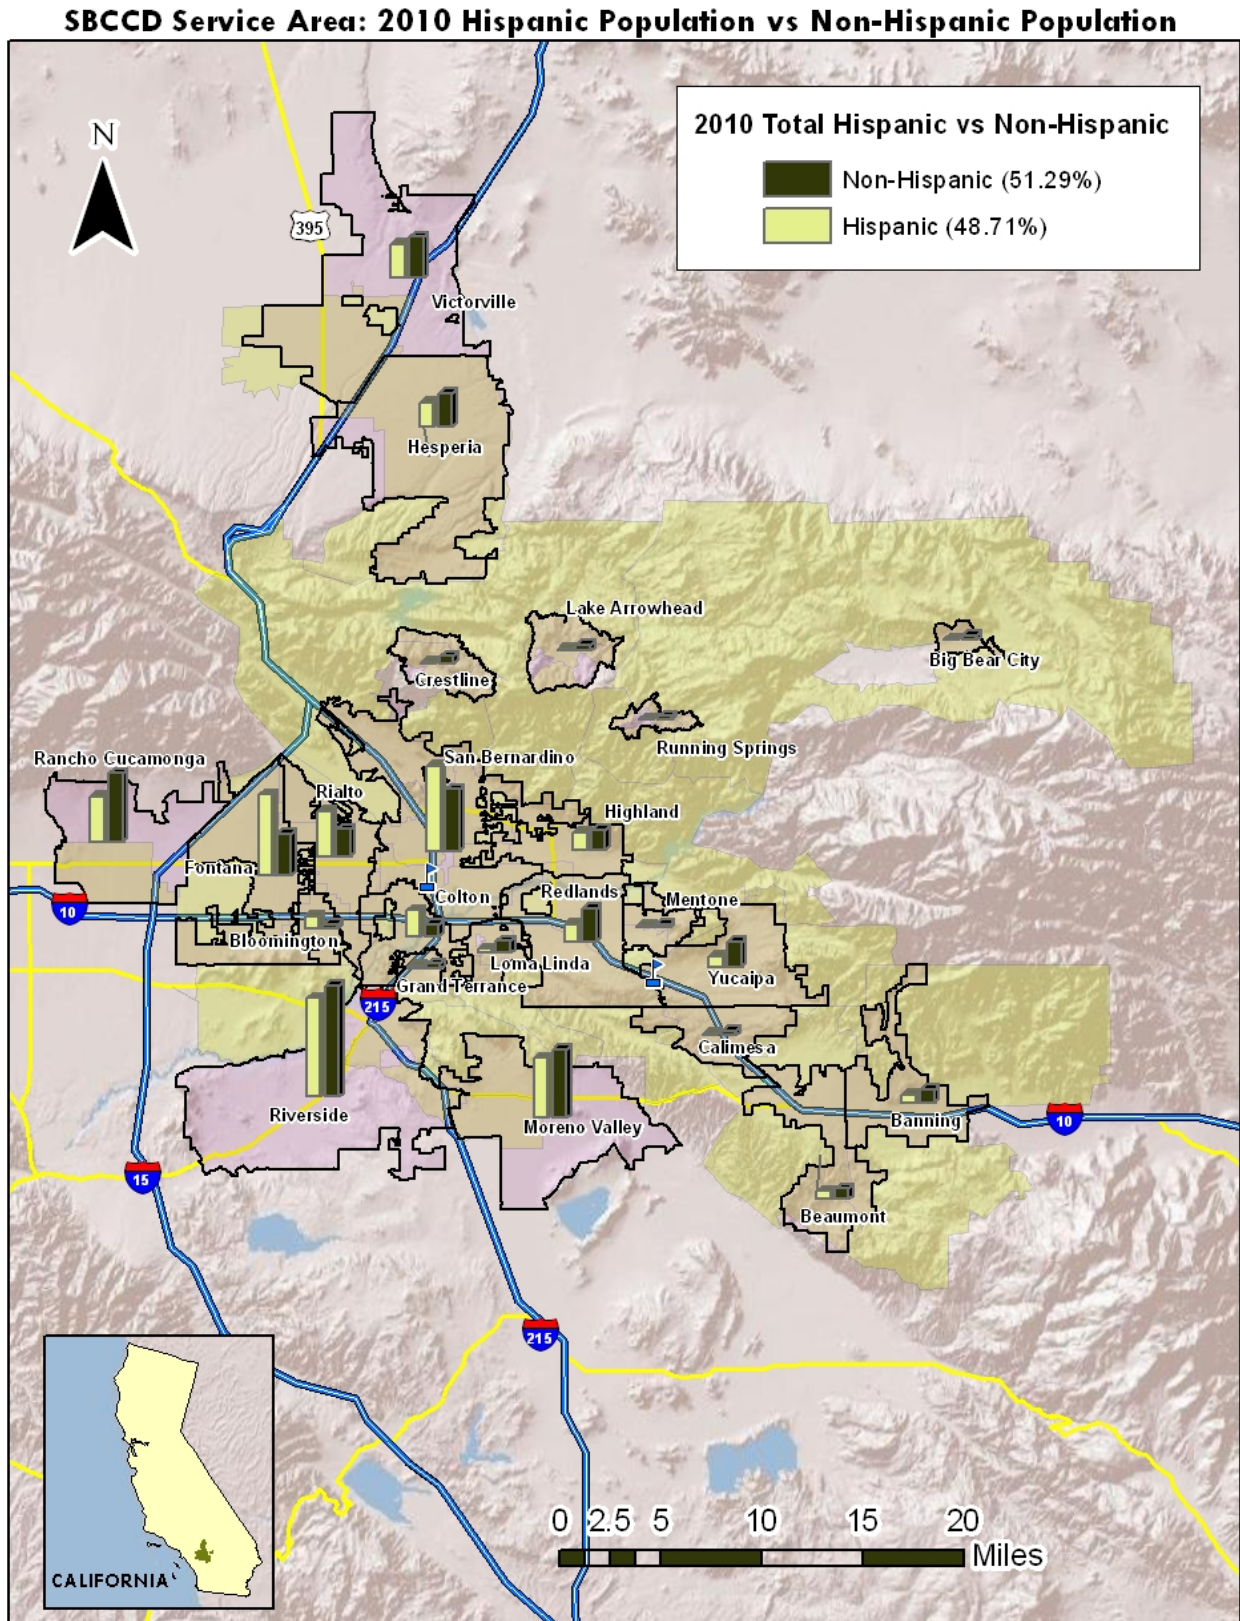 SBCCD Service Area: 2010 Hispanic Population vs Non-Hispanic Population
N
2010 Total Hispanic vs Non-Hispanic
Non-Hispanic (51.29%)
Hispanic (48.71%)
395
Victorville
Hesperia
Lake Arrowhead
Crestline
Big Bear City
Running Springs
Rancho Cucamonga
San Bernardino
Rialto
Highland
Fontana
Colton
Redlands
Mentone
10
Bloomington
Loma Linda
Yucaipa
Grand Terrance
215
Calimesa
Riverside
Moreno Valley
Banning
10
15
Beaumont
215
CALIFORNIA
0 2.5 5 10 15 20
Miles